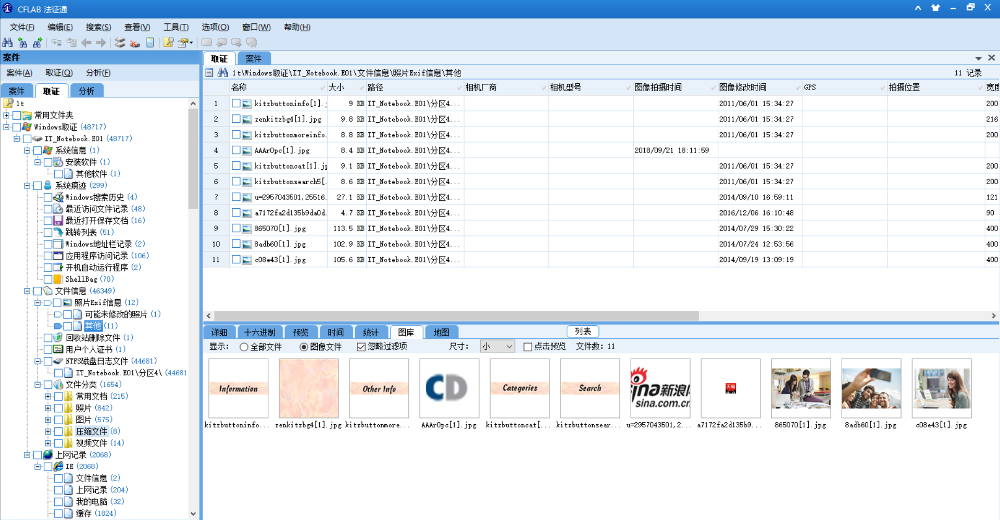 CFLAB 法证通
文件(F) 编辑(E) 搜索(S) 查看(V) 工具(T) 选项(O) 窗口(W) 帮助(H)
案件
案件(A) 取证(Q) 分析(F)
案件 取证 分析
1t
常用文件夹
Windows取证 (48717)
IT_Notebook.E01 (48717)
系统信息 (1)
安装软件 (1)
其他软件 (1)
系统痕迹 (299)
Windows搜索历史 (4)
最近访问文件记录 (48)
最近打开保存文档 (16)
跳转列表 (51)
Windows地址栏记录 (2)
应用程序访问记录 (106)
开机自动运行程序 (2)
ShellBag (70)
文件信息 (46349)
照片Exif信息 (12)
可能未修改的照片 (1)
其他 (11)
回收站删除文件 (1)
用户个人证书 (1)
NTFS磁盘日志文件 (44681)
IT_Notebook.E01\分区4\ (44681
文件分类 (1654)
常用文档 (215)
照片 (842)
图片 (575)
压缩文件 (8)
视频文件 (14)
上网记录 (2068)
IE (2068)
文件信息 (2)
上网记录 (204)
我的电脑 (32)
缓存 (1824)
取证 案件
1t\Windows取证\IT_Notebook.E01\文件信息\照片Exif信息\其他 11 记录
名称 大小 路径 相机厂商 相机型号 图像拍摄时间 图像修改时间 GPS 拍摄位置 宽度
1 kitzbuttoninfo[1]. 9 KB IT_Notebook.E01\分区4... 2011/06/01 15:34:27 200
2 zenkitzbg4[1].jpg 9.8 KB IT_Notebook.E01\分区4... 2011/06/01 15:34:27 216
3 kitzbuttonmoreinfo. 8.8 KB IT_Notebook.E01\分区4... 2011/06/01 15:34:27 200
4 AAArOpc[1].jpg 8.4 KB IT_Notebook.E01\分区4... 2018/09/21 18:11:59
5 kitzbuttoncat[1].jp 9.1 KB IT_Notebook.E01\分区4... 2011/06/01 15:34:27 200
6 kitzbuttonsearch5[. 8.6 KB IT_Notebook.E01\分区4... 2011/06/01 15:34:27 200
7 u=2957043501,25516. 27.1 KB IT_Notebook.E01\分区4... 2014/09/10 16:59:11 121
8 a7172fa2d135b9da0d. 4.7 KB IT_Notebook.E01\分区4... 2016/12/06 16:10:48 90
9 865070[1].jpg 113.5 KB IT_Notebook.E01\分区4... 2014/07/29 15:30:22 400
10 8adb60[1].jpg 102.9 KB IT_Notebook.E01\分区4... 2014/07/24 12:53:56 400
11 c08e43[1].jpg 105.6 KB IT_Notebook.E01\分区4... 2014/09/19 13:09:19 400
详细 十六进制 预览 时间 统计 图库 地图 列表
显示: 全部文件 图像文件 忽略过滤项 尺寸: 小 点击预览 文件数: 11
Information Other Info CD Categories Search ina新浪 sina.com.cn 天猫
kitzbuttoninfo... zenkitzbg4[1].jpg kitzbuttonmore... AAArOpc[1].jpg kitzbuttoncat[... kitzbuttonsear... u=2957043501,2... a7172fa2d135b9... 865070[1].jpg 8adb60[1].jpg c08e43[1].jpg